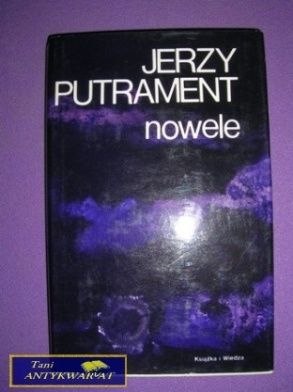 JERZY
PUTRAMENT
nowele
Książka i Wiedza
Tani
ANTYKWARIAT